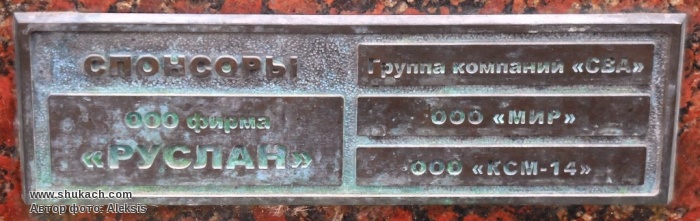 СПОНСОРЫ
ООО фирма
«РУСЛАН»
Группа компаний «СВА»
ООО «МИР»
ООО «КСМ-14»
www.shukach.com
Автор фото: Aleksis